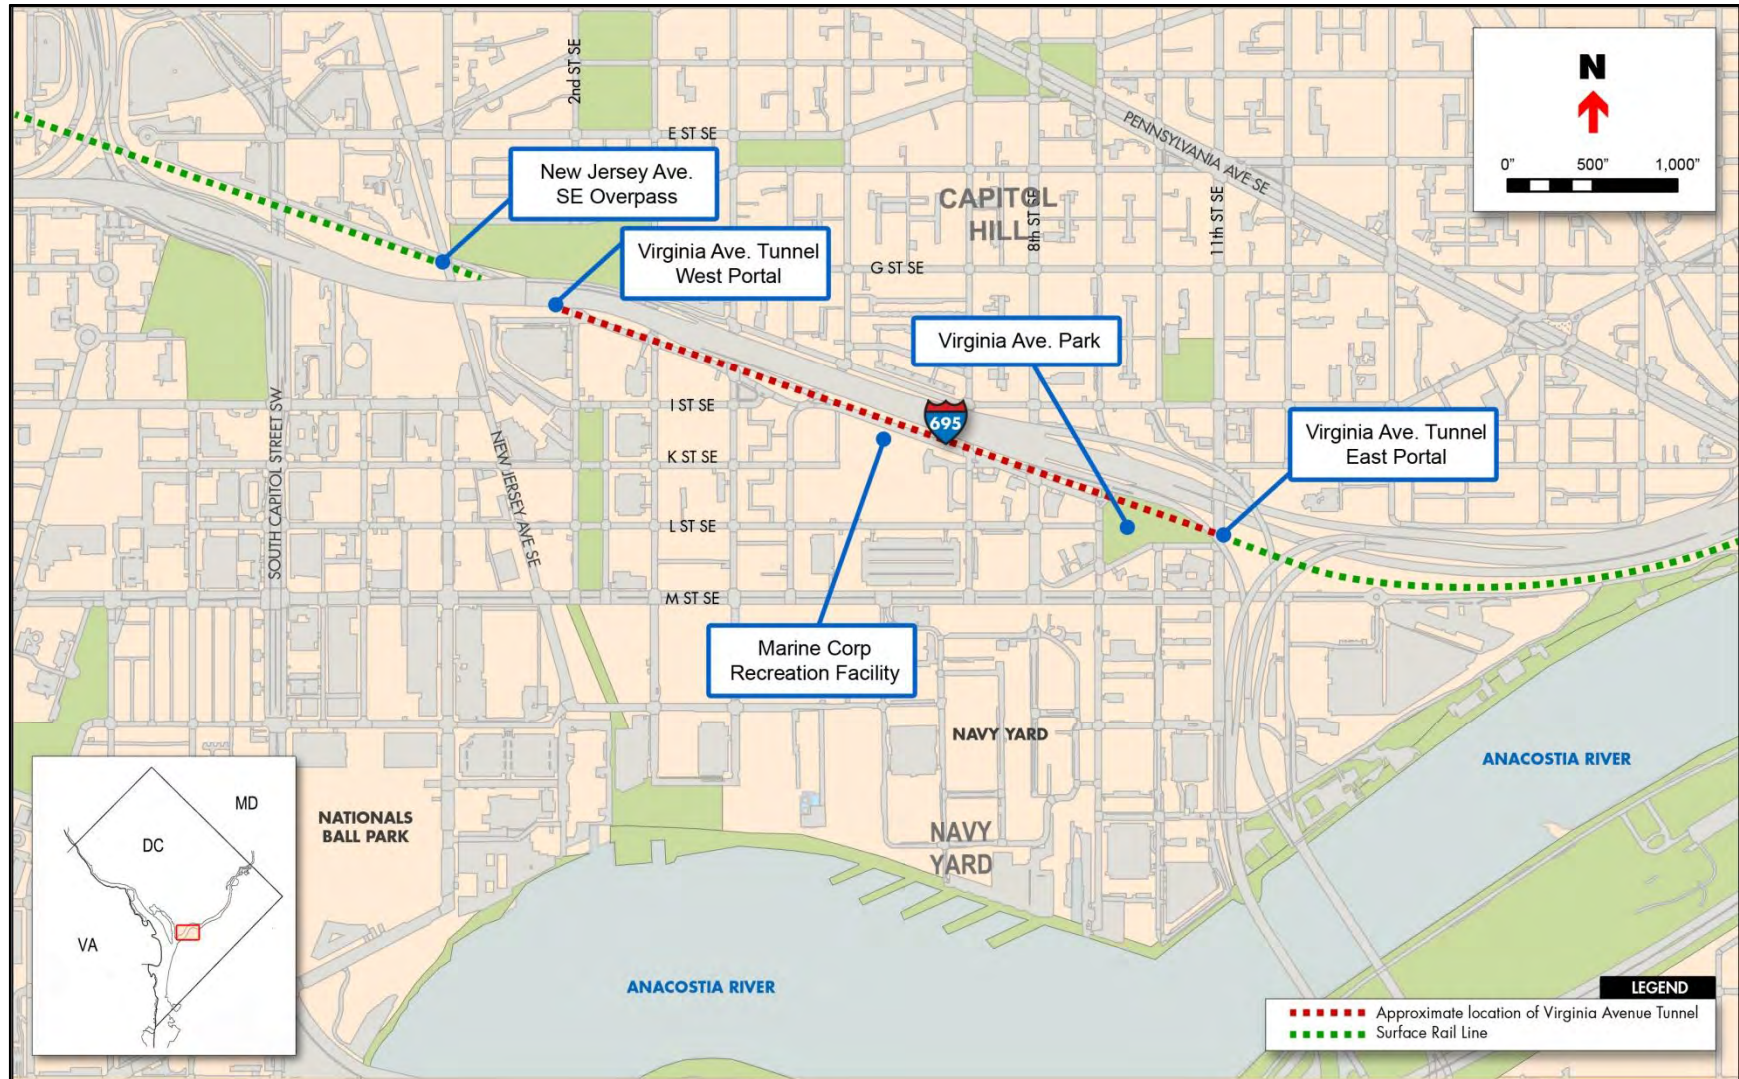 2nd ST SE
E ST SE
PENNSYLVANIA AVE SE
N
0" 500" 1,000"
New Jersey Ave.
SE Overpass
CAPITOL
HILL
8th ST SE
11th ST SE
Virginia Ave. Tunnel
West Portal
G ST SE
Virginia Ave. Park
SOUTH CAPITOL STREET SW
I ST SE
695
NEW JERSEY AVE SE
K ST SE
Virginia Ave. Tunnel
East Portal
L ST SE
M ST SE
Marine Corp
Recreation Facility
NAVY YARD
ANACOSTIA RIVER
MD
DC
VA
NATIONALS
BALL PARK
NAVY
YARD
ANACOSTIA RIVER
LEGEND
Approximate location of Virginia Avenue Tunnel
Surface Rail Line